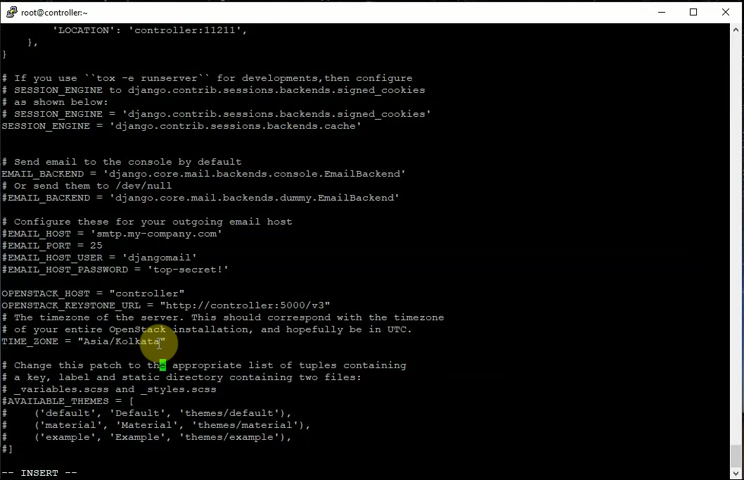 root@controller:~
'LOCATION': 'controller:11211',
},
}
# If you use ``tox -e runserver`` for developments,then configure
# SESSION_ENGINE to django.contrib.sessions.backends.signed_cookies
# as shown below:
# SESSION_ENGINE = 'django.contrib.sessions.backends.signed_cookies'
SESSION_ENGINE = 'django.contrib.sessions.backends.cache'
# Send email to the console by default
EMAIL_BACKEND = 'django.core.mail.backends.console.EmailBackend'
# Or send them to /dev/null
#EMAIL_BACKEND = 'django.core.mail.backends.dummy.EmailBackend'
# Configure these for your outgoing email host
#EMAIL_HOST = 'smtp.my-company.com'
#EMAIL_PORT = 25
#EMAIL_HOST_USER = 'djangomail'
#EMAIL_HOST_PASSWORD = 'top-secret!'
OPENSTACK_HOST = "controller"
OPENSTACK_KEYSTONE_URL = "http://controller:5000/v3"
# The timezone of the server. This should correspond with the timezone
# of your entire OpenStack installation, and hopefully be in UTC.
TIME_ZONE = "Asia/Kolkata"
# Change this patch to the appropriate list of tuples containing
# a key, label and static directory containing two files:
# _variables.scss and _styles.scss
#AVAILABLE_THEMES = [
#    ('default', 'Default', 'themes/default'),
#    ('material', 'Material', 'themes/material'),
#    ('example', 'Example', 'themes/example'),
#]
-- INSERT --